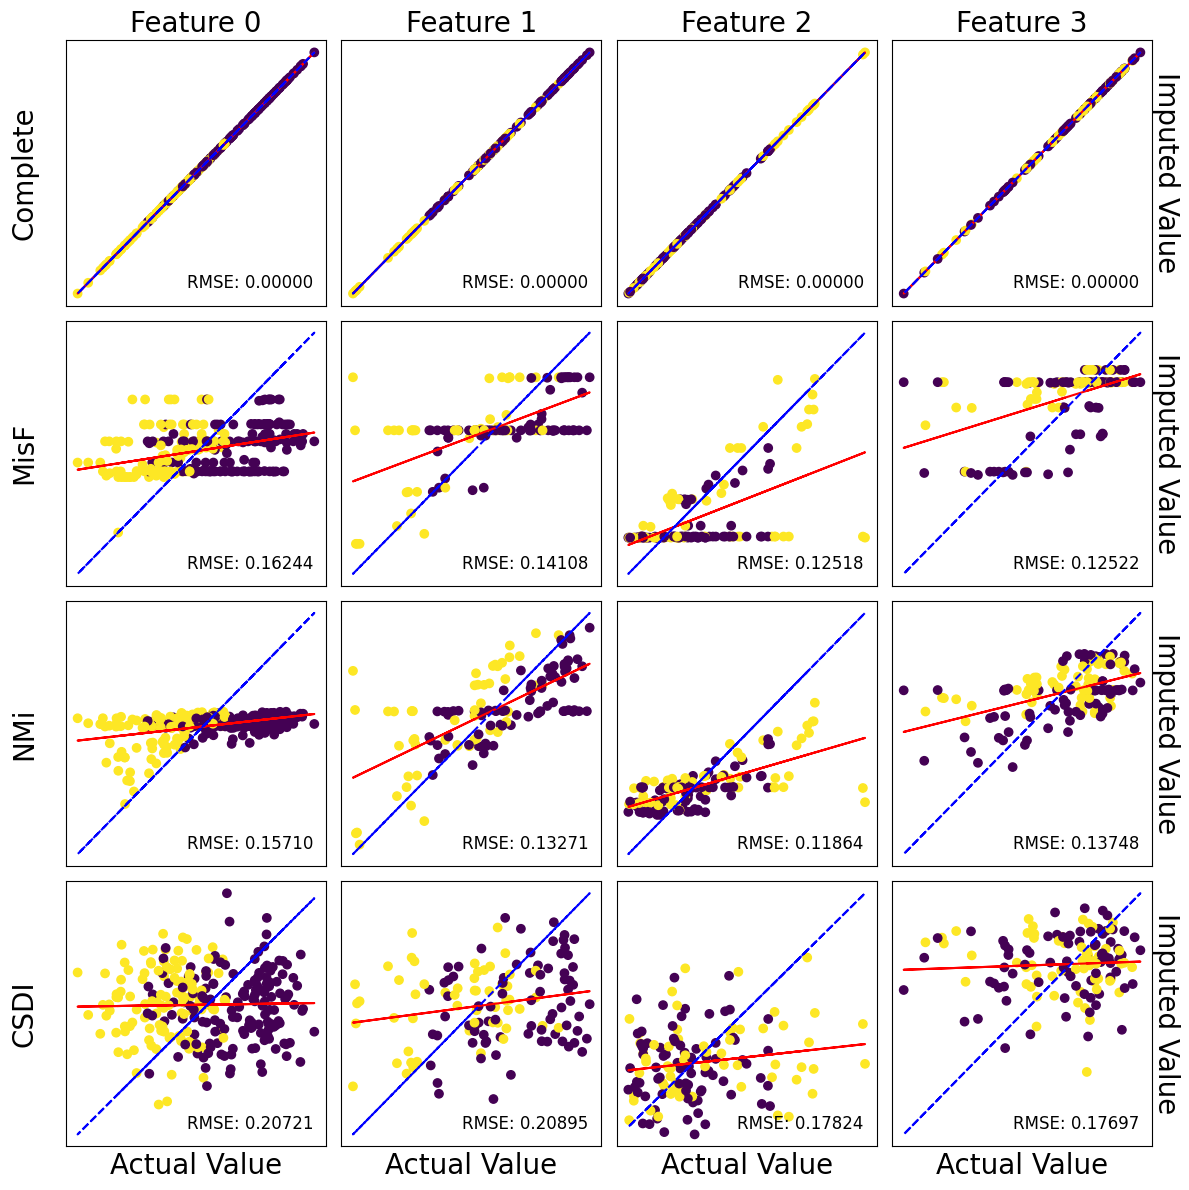 Feature 0
Feature 1
Feature 2
Feature 3
Complete
RMSE: 0.00000
RMSE: 0.00000
RMSE: 0.00000
RMSE: 0.00000
Imputed Value
MisF
RMSE: 0.16244
RMSE: 0.14108
RMSE: 0.12518
RMSE: 0.12522
Imputed Value
NMi
RMSE: 0.15710
RMSE: 0.13271
RMSE: 0.11864
RMSE: 0.13748
Imputed Value
CSDI
RMSE: 0.20721
RMSE: 0.20895
RMSE: 0.17824
RMSE: 0.17697
Imputed Value
Actual Value
Actual Value
Actual Value
Actual Value